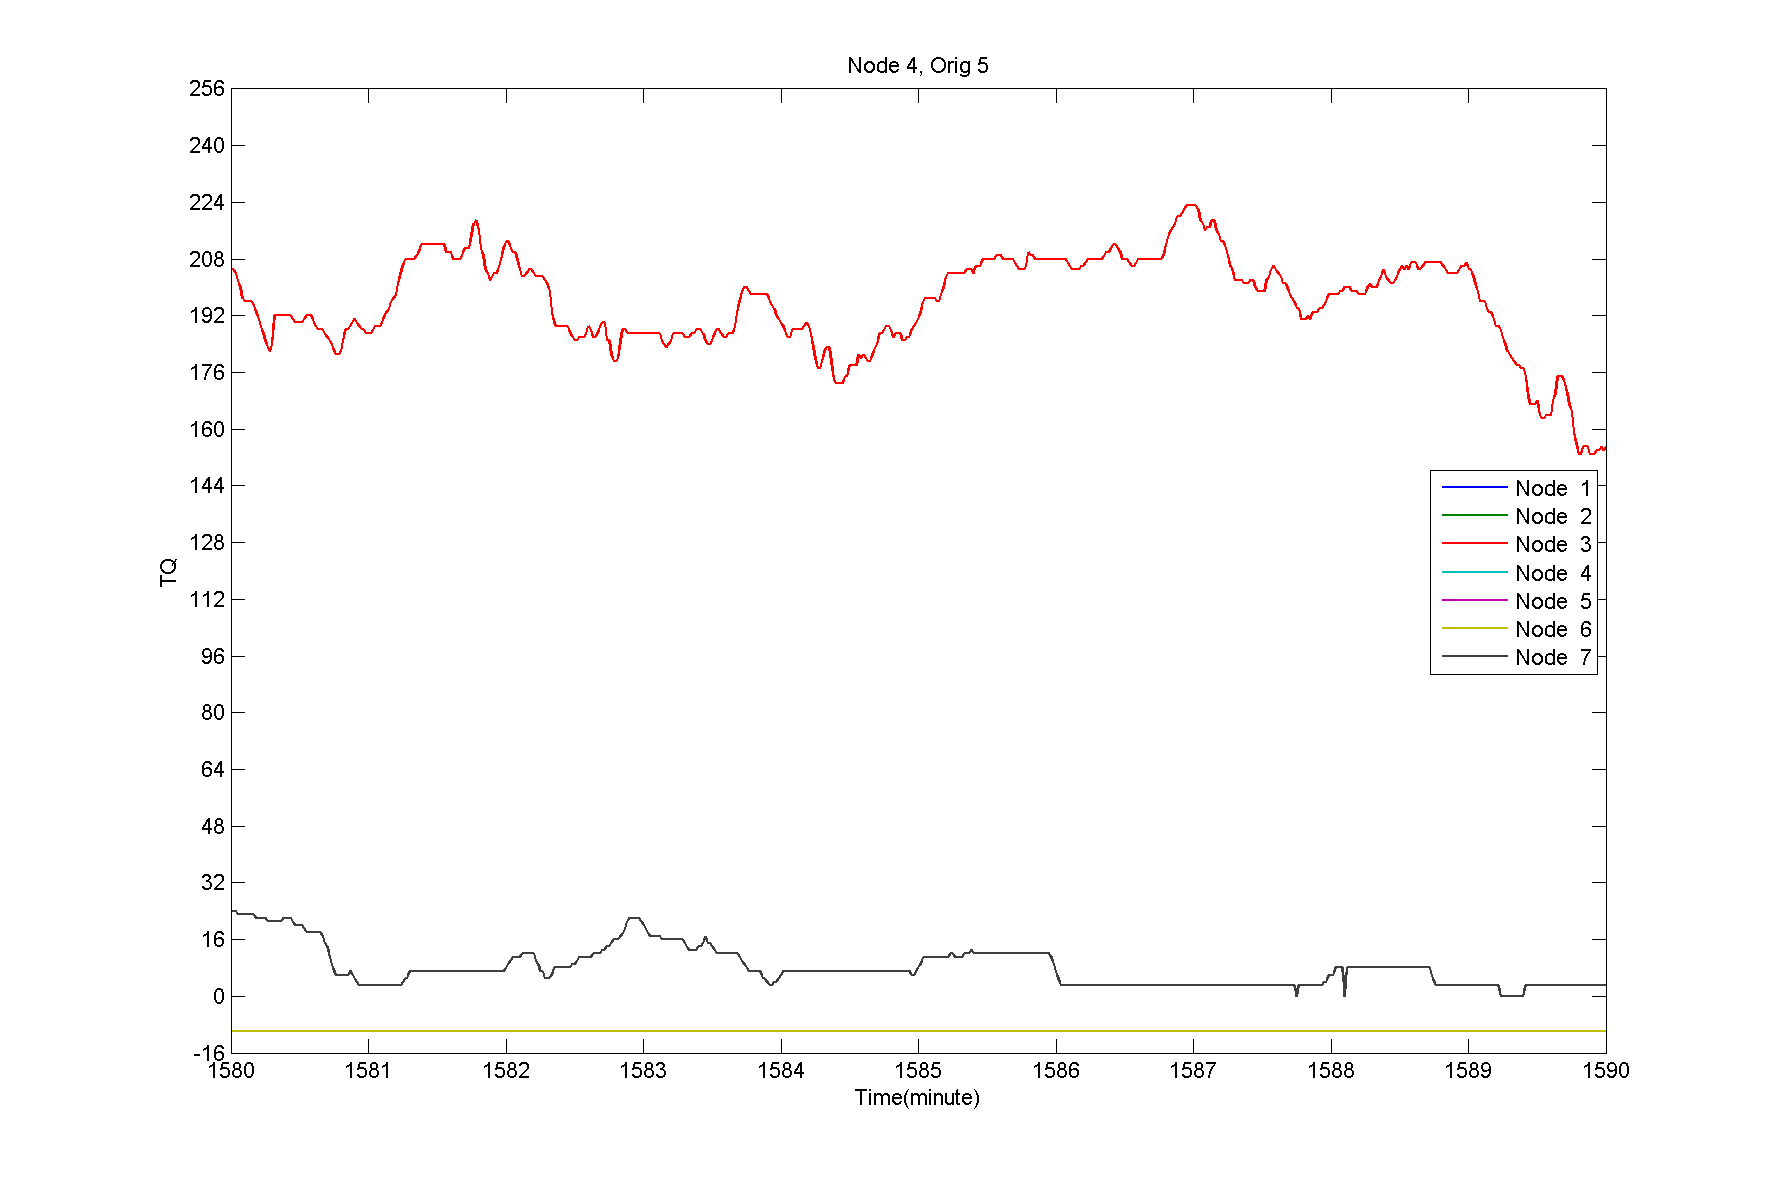 Node 4, Orig 5
256
240
224
208
192
176
160
144
128
112
96
80
64
48
32
16
0
-16
TQ
Node 1
Node 2
Node 3
Node 4
Node 5
Node 6
Node 7
1580 1581 1582 1583 1584 1585 1586 1587 1588 1589 1590
Time(minute)